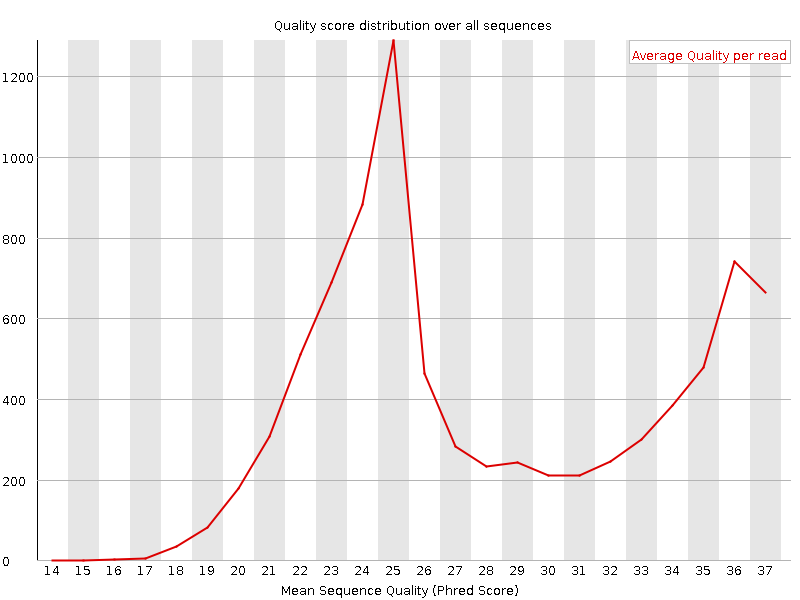 Quality score distribution over all sequences
Average Quality per read
1200
1000
800
600
400
200
0
14 15 16 17 18 19 20 21 22 23 24 25 26 27 28 29 30 31 32 33 34 35 36 37
Mean Sequence Quality (Phred Score)